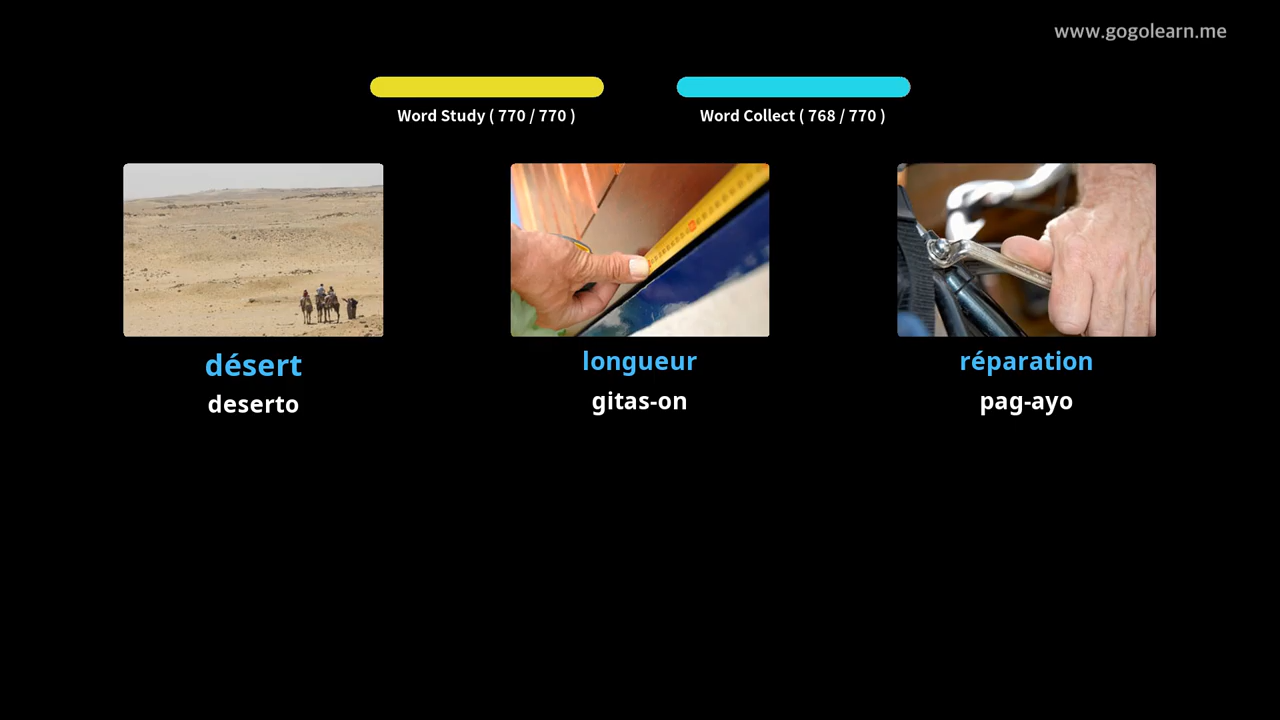 www.gogolearn.me
Word Study ( 770 / 770 )
Word Collect ( 768 / 770 )
désert
deserto
longueur
gitas-on
réparation
pag-ayo